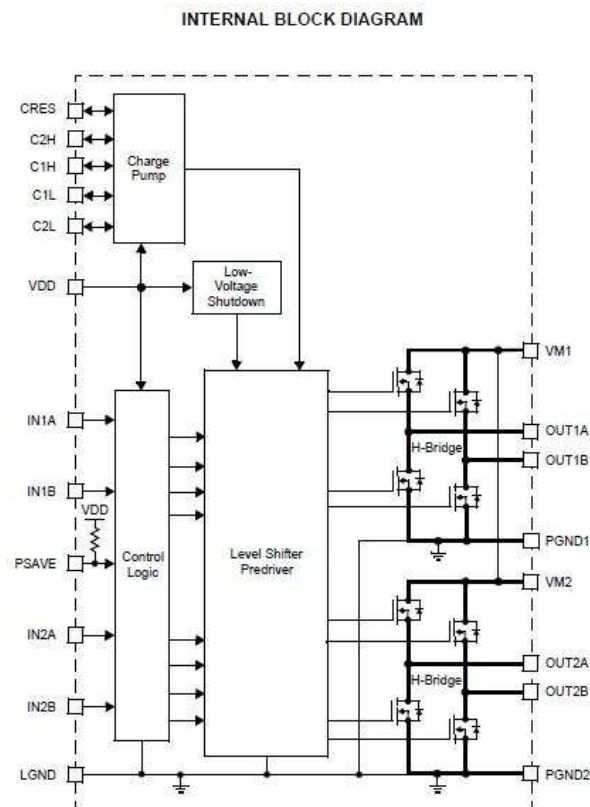 INTERNAL BLOCK DIAGRAM
CRES
C2H
C1H
C1L
C2L
Charge
Pump
VDD
Low-
Voltage
Shutdown
VM1
IN1A
OUT1A
H-Bridge
OUT1B
IN1B
VDD
PGND1
PSAVE
Control
Logic
Level Shifter
Predriver
VM2
IN2A
OUT2A
H-Bridge
OUT2B
IN2B
LGND
PGND2